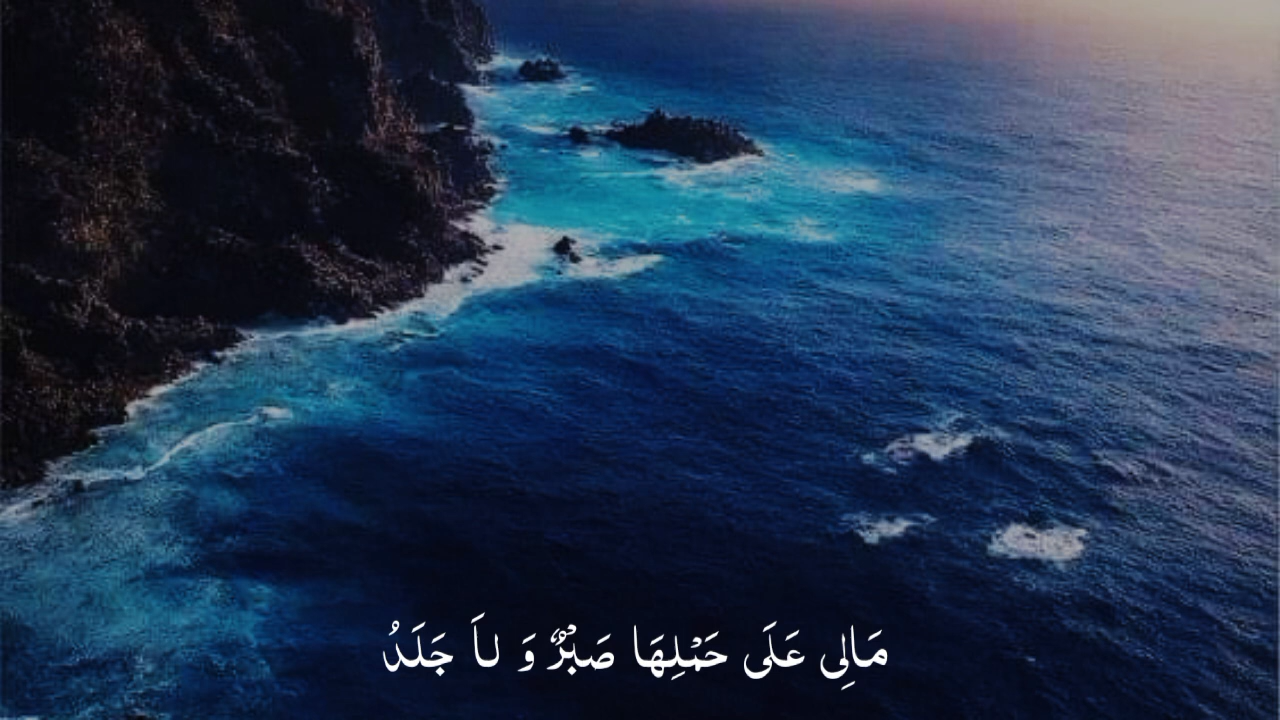 مَالِى عَلَى حَمْلِهَا صَبْرٌ وَ لاَ جَلَدُ